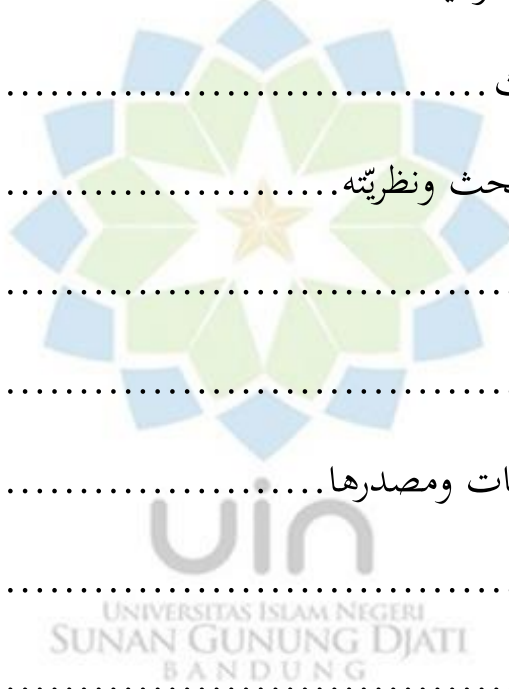 حث ونظريّته......................
ات ومصدرها......................
uin
UNIVERSITAS ISLAM NEGERI
SUNAN GUNUNG DJATI
BANDUNG